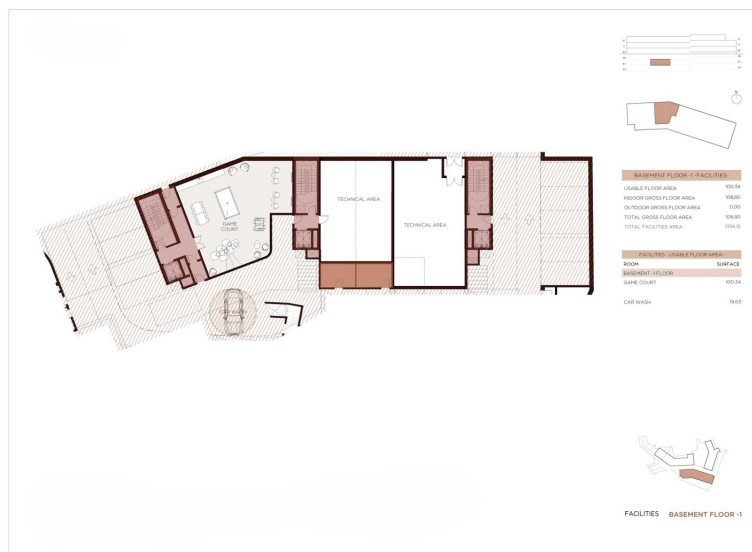 N
BASEMENT FLOOR -1 -FACILITIES-
USABLE FLOOR AREA 100,34
INDOOR GROSS FLOOR AREA 108,80
OUTDOOR GROSS FLOOR AREA 0,00
TOTAL GROSS FLOOR AREA 108,80
TOTAL FACILITIES AREA
FACILITIES -USABLE FLOOR AREA-
ROOM SURFACE
BASEMENT -1 FLOOR
GAME COURT 100,34
CAR WASH 19,63
TECHNICAL AREA
TECHNICAL AREA
GAME
COURT
CAR WASH
FACILITIES BASEMENT FLOOR -1